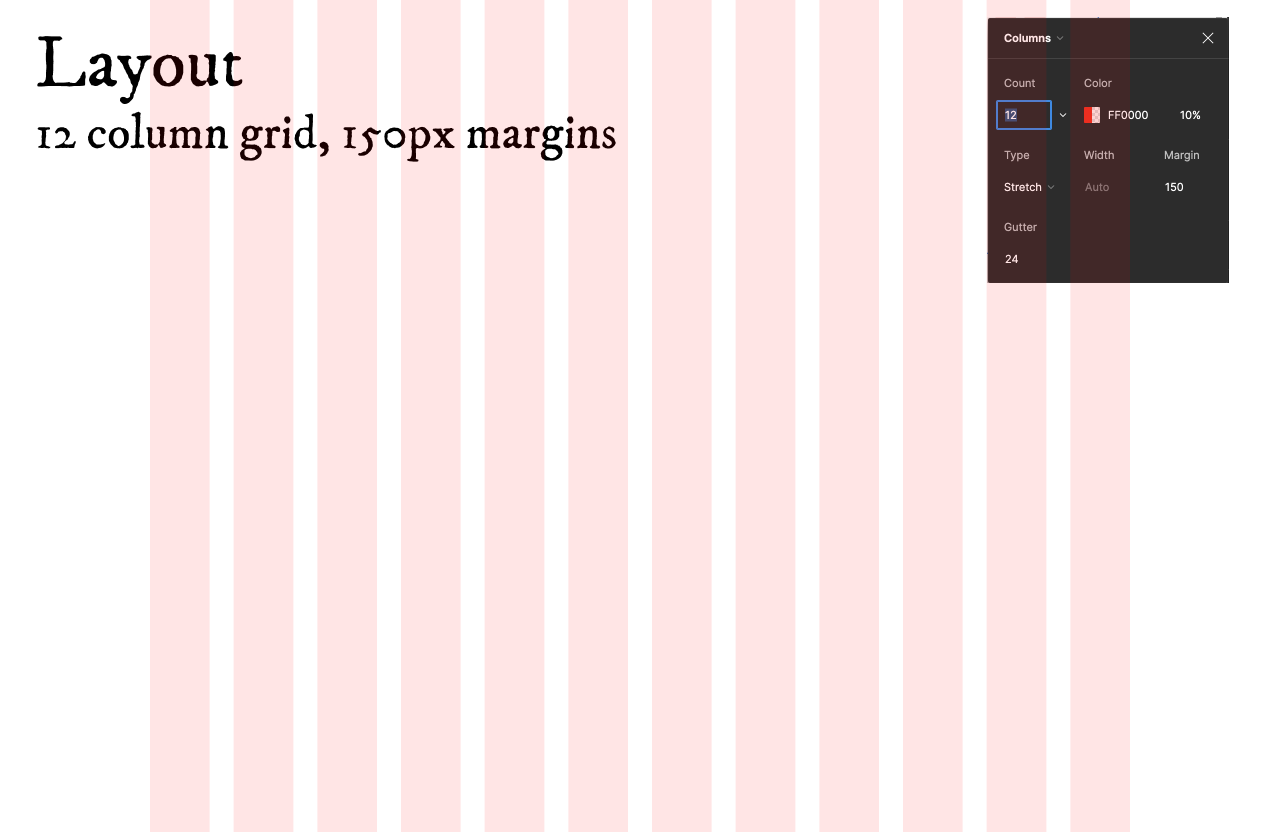 Layout
12 column grid, 150px margins
Columns
Count Color
12 FF0000 10%
Type Width Margin
Stretch Auto 150
Gutter
24